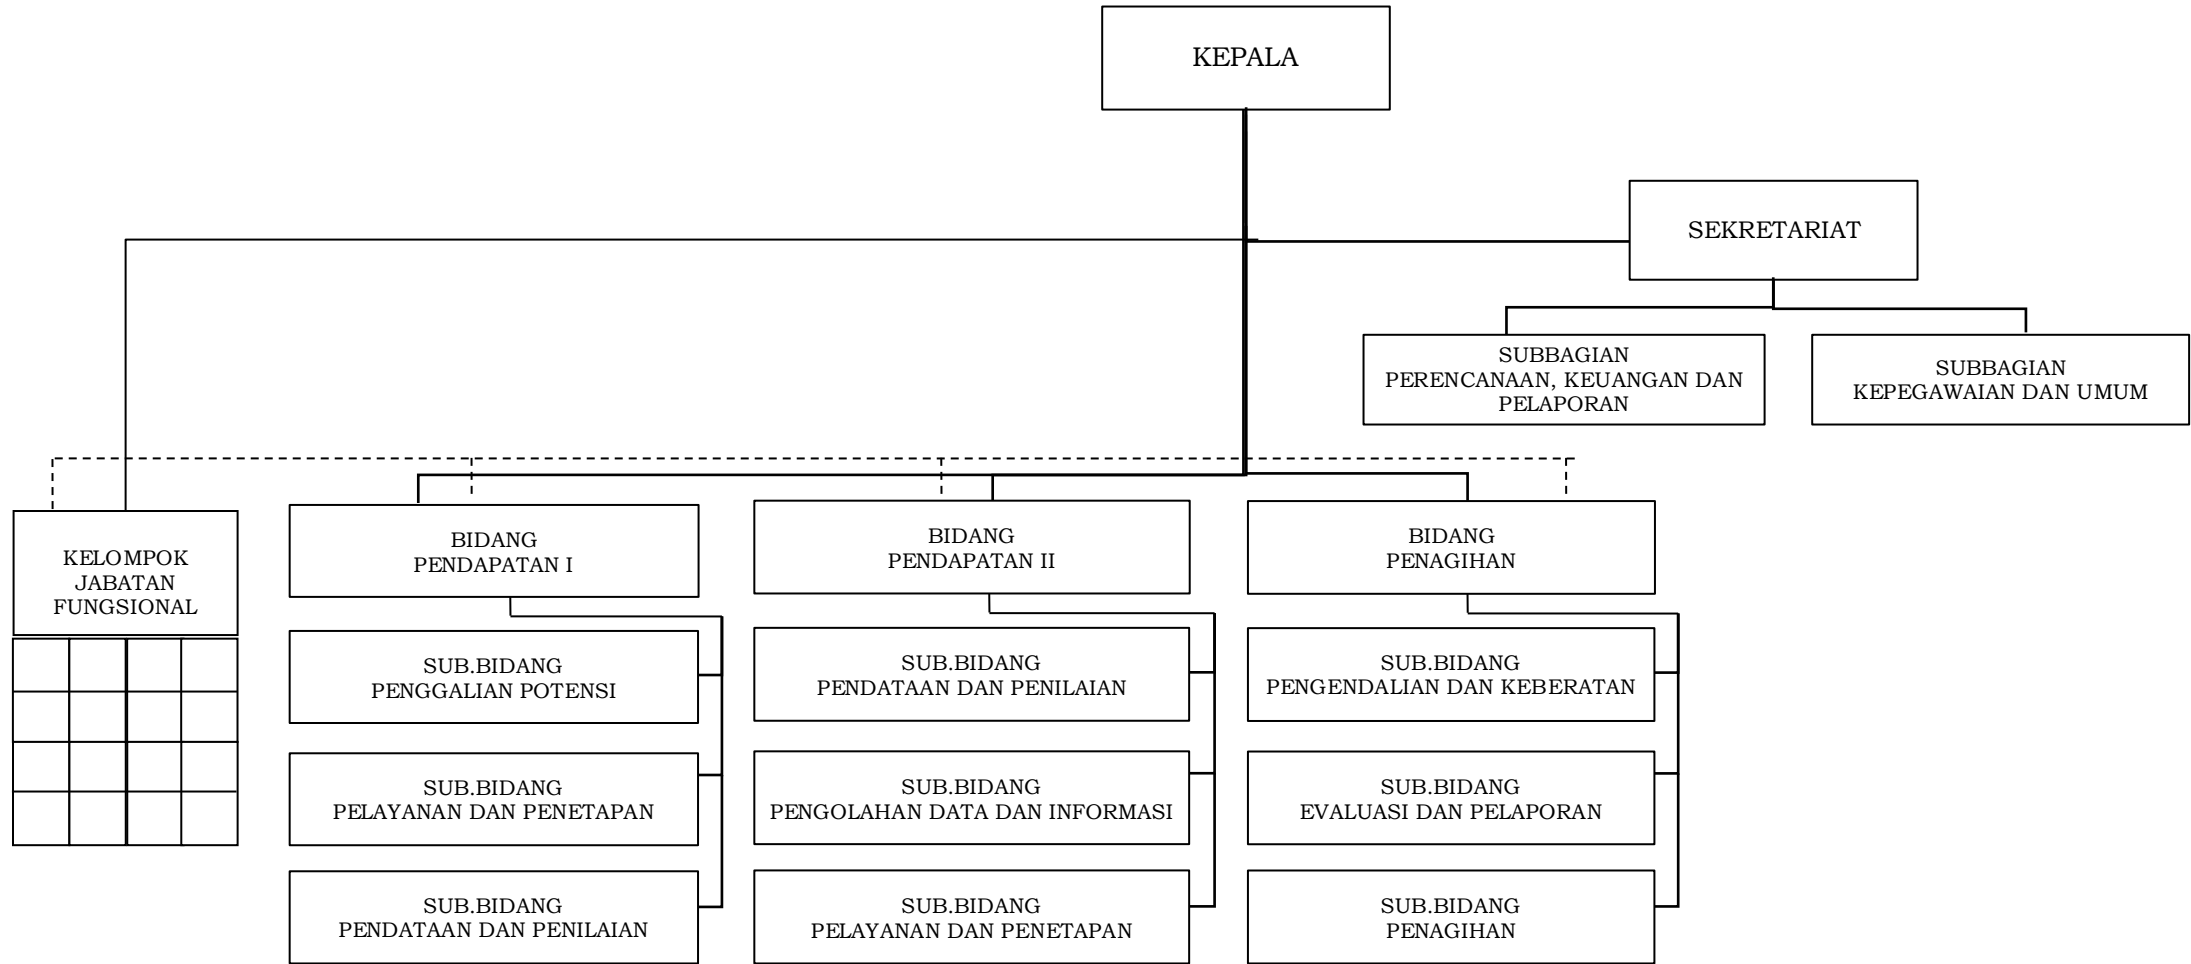 KEPALA
SEKRETARIAT
SUBBAGIAN
PERENCANAAN, KEUANGAN DAN
PELAPORAN
SUBBAGIAN
KEPEGAWAIAN DAN UMUM
KELOMPOK
JABATAN
FUNGSIONAL
BIDANG
PENDAPATAN I
SUB.BIDANG
PENGGALIAN POTENSI
SUB.BIDANG
PELAYANAN DAN PENETAPAN
SUB.BIDANG
PENDATAAN DAN PENILAIAN
BIDANG
PENDAPATAN II
SUB.BIDANG
PENDATAAN DAN PENILAIAN
SUB.BIDANG
PENGOLAHAN DATA DAN INFORMASI
SUB.BIDANG
PELAYANAN DAN PENETAPAN
BIDANG
PENAGIHAN
SUB.BIDANG
PENGENDALIAN DAN KEBERATAN
SUB.BIDANG
EVALUASI DAN PELAPORAN
SUB.BIDANG
PENAGIHAN